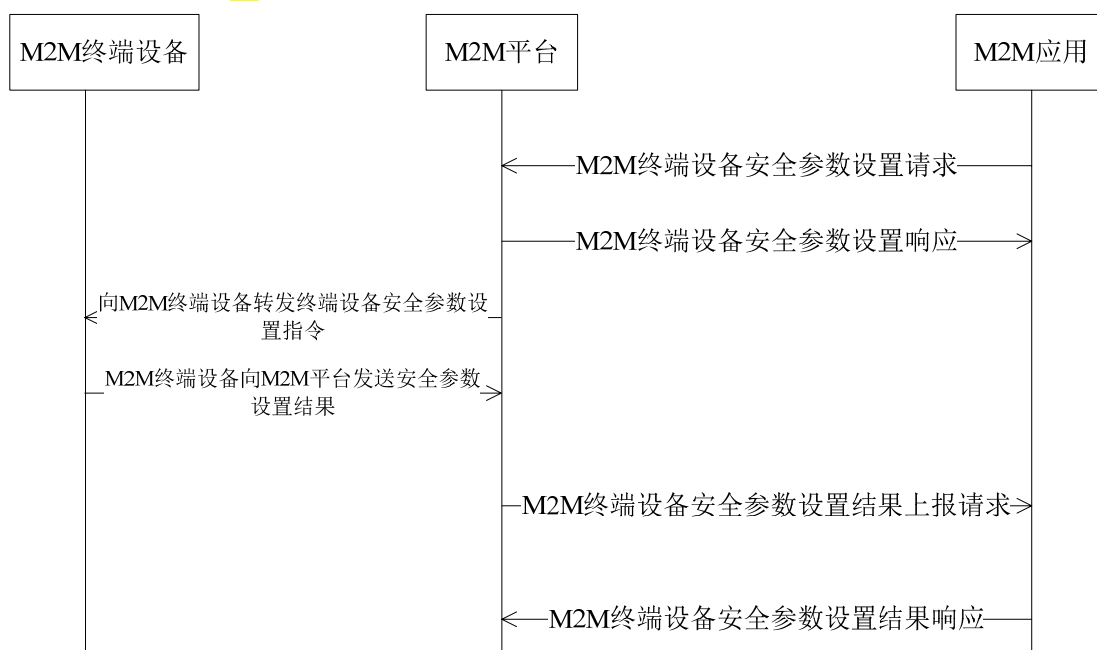 M2M终端设备
M2M平台
M2M应用
M2M终端设备安全参数设置请求
M2M终端设备安全参数设置响应
向M2M终端设备转发终端设备安全参数设
置指令
M2M终端设备向M2M平台发送安全参数
设置结果
M2M终端设备安全参数设置结果上报请求
M2M终端设备安全参数设置结果响应